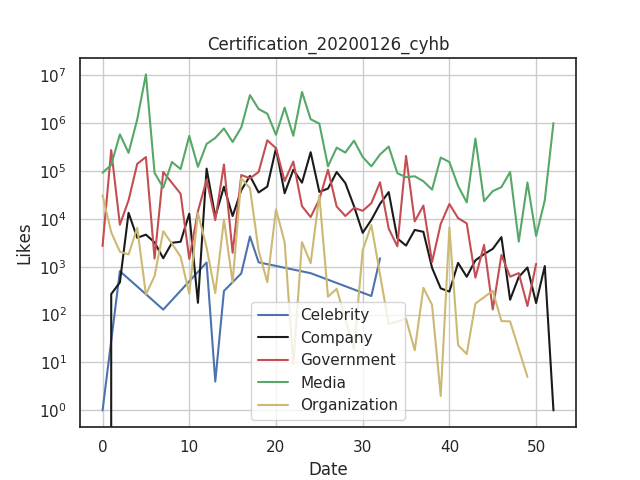 Certification_20200126_cyhb
Likes
10^7
10^6
10^5
10^4
10^3
10^2
10^1
10^0
Celebrity
Company
Government
Media
Organization
0 10 20 30 40 50
Date